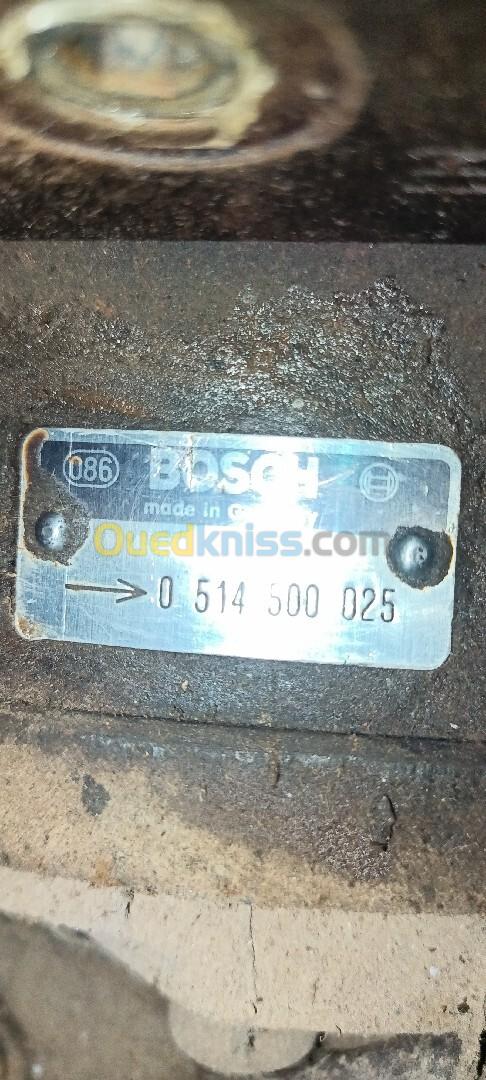 086 BOSCH
made in G
Ouedkniss.com
→ 0 514 500 025